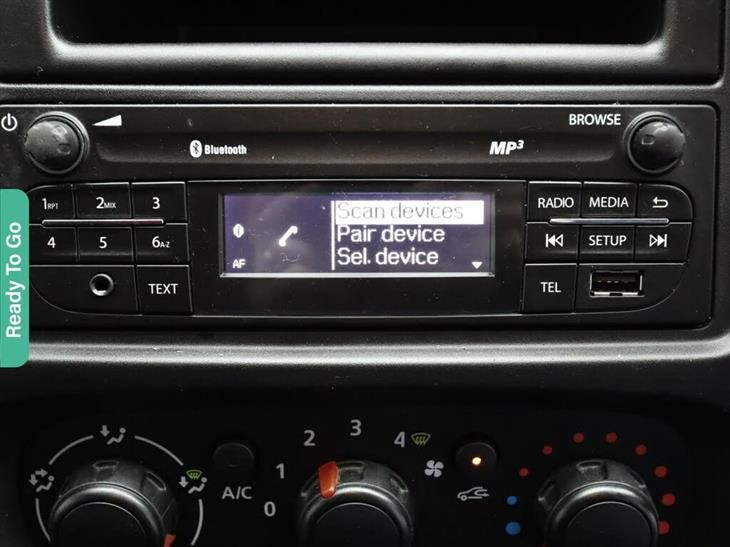 BROWSE
Bluetooth
MP3
1RPT 2MIX 3
Scan devices
RADIO MEDIA
Pair device
4 5 6A-Z
SETUP
Sel. device
AF
TEXT
TEL
Ready To Go
0 1 2 3 4
A/C